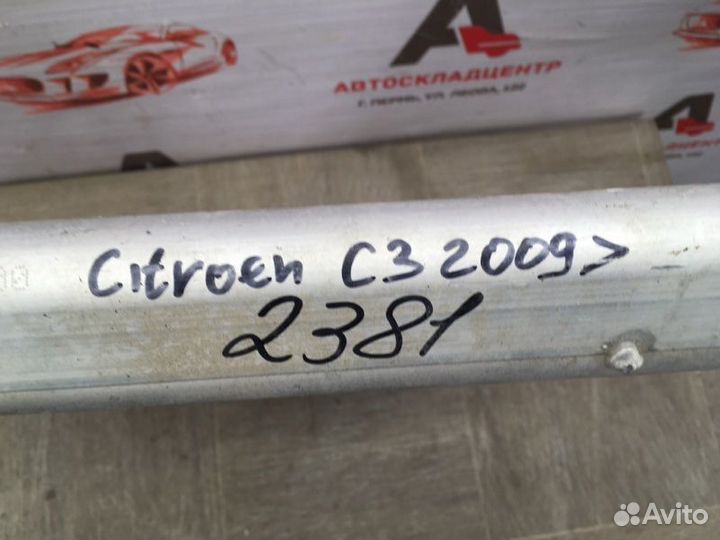 АВТОСКЛАДЦЕНТР
Citroen C3 2009>
2381
Avito